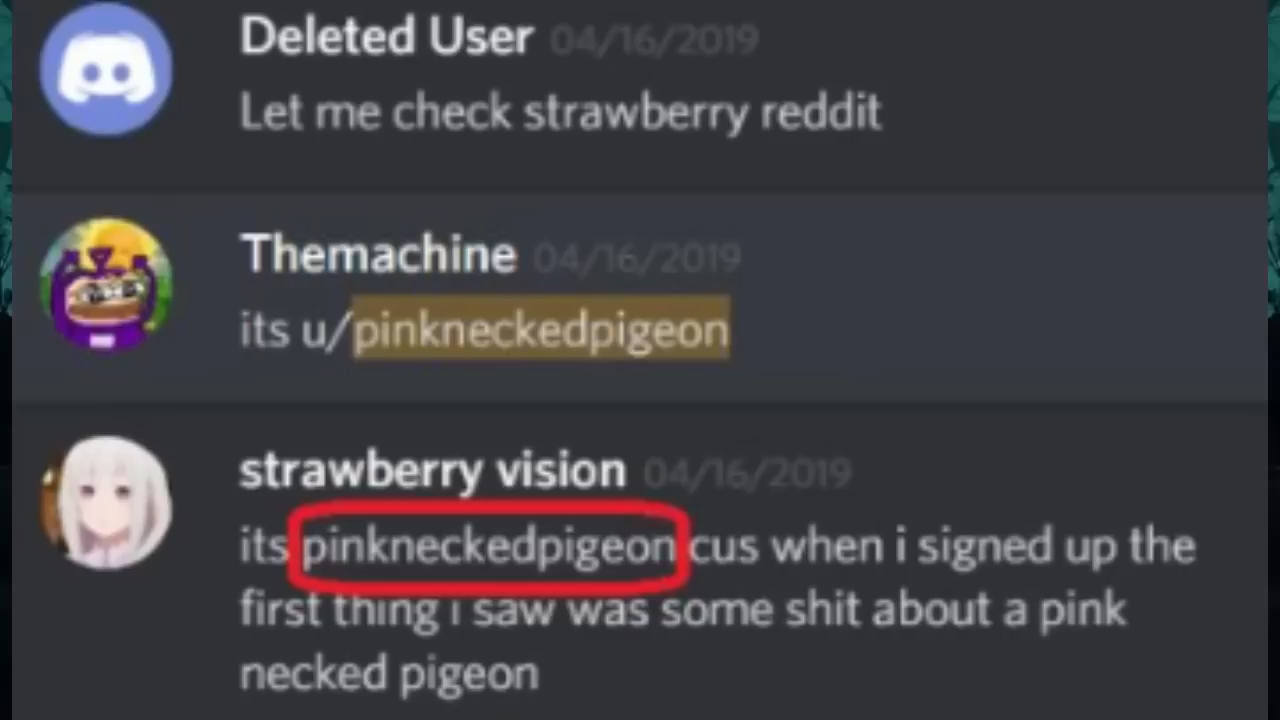 Deleted User 04/16/2019
Let me check strawberry reddit
Themachine 04/16/2019
its u/pinkneckedpigeon
strawberry vision 04/16/2019
its pinkneckedpigeon cus when i signed up the
first thing i saw was some shit about a pink
necked pigeon